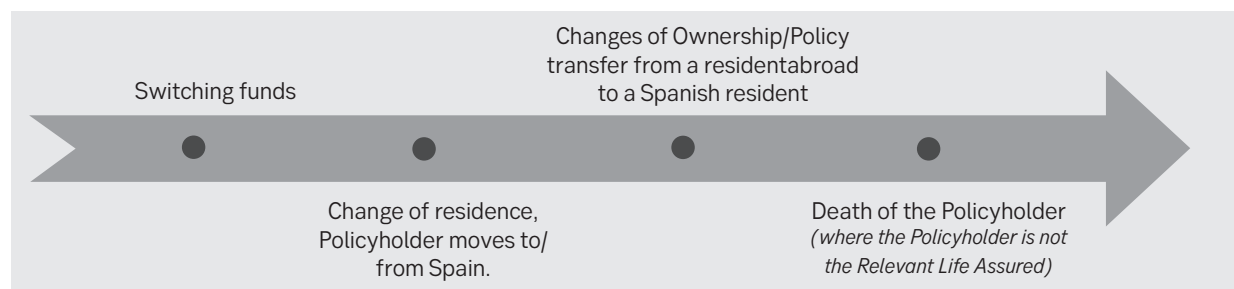 Switching funds
Change of residence,
Policyholder moves to/
from Spain.
Changes of Ownership/Policy
transfer from a residentabroad
to a Spanish resident
Death of the Policyholder
(where the Policyholder is not
the Relevant Life Assured)